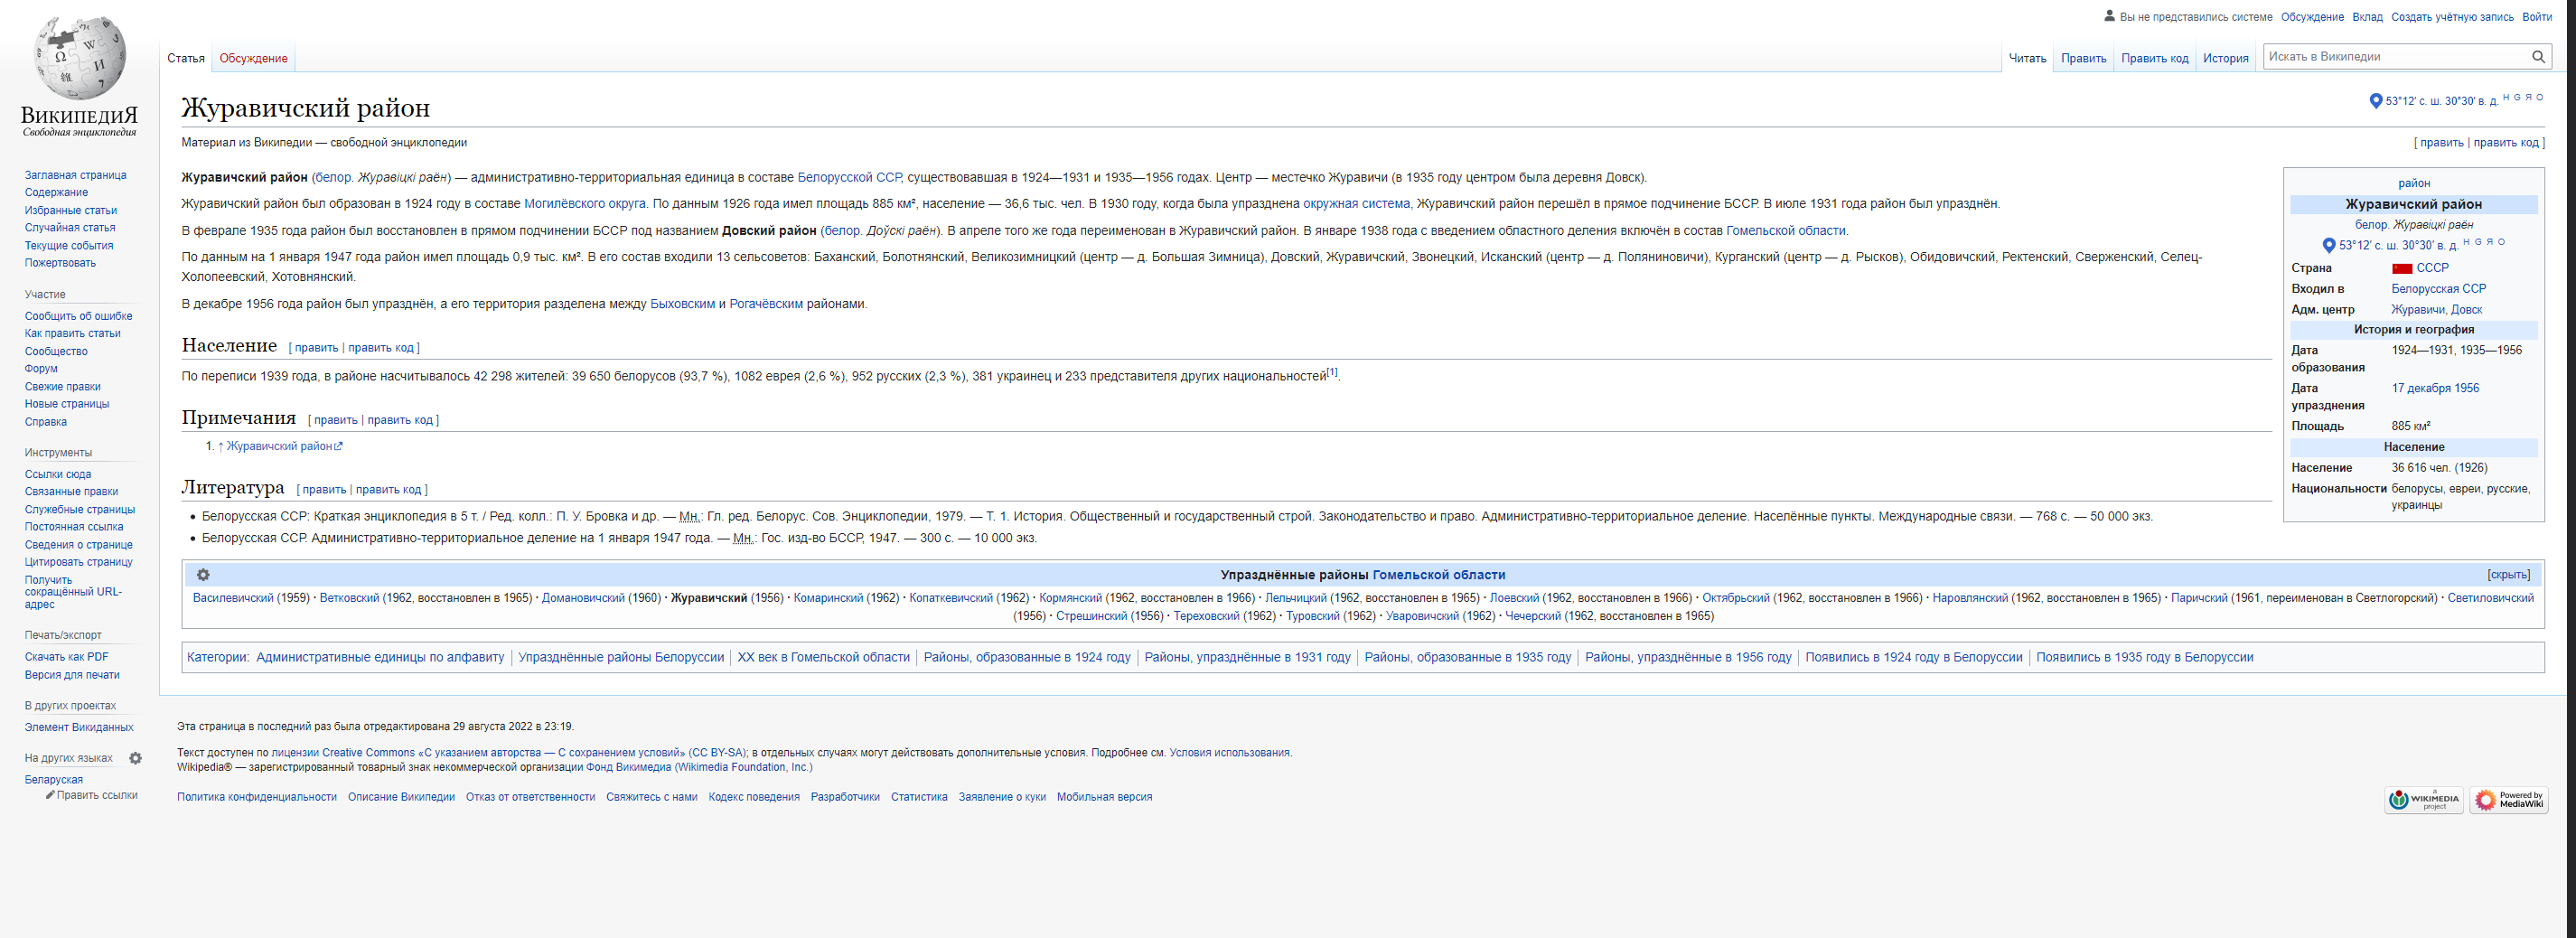 Вы не представились системе Обсуждение Вклад Создать учётную запись Войти
Статья Обсуждение
Читать Править Править код История Искать в Википедии
ВикипедиЯ
Свободная энциклопедия
Заглавная страница
Содержание
Избранные статьи
Случайная статья
Текущие события
Пожертвовать
Участие
Сообщить об ошибке
Как править статьи
Сообщество
Форум
Свежие правки
Новые страницы
Справка
Инструменты
Ссылки сюда
Связанные правки
Служебные страницы
Постоянная ссылка
Сведения о странице
Цитировать страницу
Получить
сокращённый URL-
адрес
Печать/экспорт
Скачать как PDF
Версия для печати
В других проектах
Элемент Викиданных
На других языках
Беларуская
Править ссылки
Журавичский район
53°12′ с. ш. 30°30′ в. д. H G Я O
Материал из Википедии — свободной энциклопедии
[ править | править код ]
Журавичский район (белор. Журавіцкі раён) — административно-территориальная единица в составе Белорусской ССР, существовавшая в 1924—1931 и 1935—1956 годах. Центр — местечко Журавичи (в 1935 году центром была деревня Довск).
Журавичский район был образован в 1924 году в составе Могилёвского округа. По данным 1926 года имел площадь 885 км², население — 36,6 тыс. чел. В 1930 году, когда была упразднена окружная система, Журавичский район перешёл в прямое подчинение БССР. В июле 1931 года район был упразднён.
В феврале 1935 года район был восстановлен в прямом подчинении БССР под названием Довский район (белор. Доўскі раён). В апреле того же года переименован в Журавичский район. В январе 1938 года с введением областного деления включён в состав Гомельской области.
По данным на 1 января 1947 года район имел площадь 0,9 тыс. км². В его состав входили 13 сельсоветов: Баханский, Болотнянский, Великозимницкий (центр — д. Большая Зимница), Довский, Журавичский, Звонецкий, Исканский (центр — д. Поляниновичи), Курганский (центр — д. Рысков), Обидовичский, Ректенский, Сверженский, Селец-
Холопеевский, Хотовнянский.
В декабре 1956 года район был упразднён, а его территория разделена между Быховским и Рогачёвским районами.
Население [ править | править код ]
По переписи 1939 года, в районе насчитывалось 42 298 жителей: 39 650 белорусов (93,7 %), 1082 еврея (2,6 %), 952 русских (2,3 %), 381 украинец и 233 представителя других национальностей[1].
Примечания [ править | править код ]
1. ↑ Журавичский район
Литература [ править | править код ]
• Белорусская ССР: Краткая энциклопедия в 5 т. / Ред. колл.: П. У. Бровка и др. — Мн.: Гл. ред. Белорус. Сов. Энциклопедии, 1979. — Т. 1. История. Общественный и государственный строй. Законодательство и право. Административно-территориальное деление. Населённые пункты. Международные связи. — 768 с. — 50 000 экз.
• Белорусская ССР. Административно-территориальное деление на 1 января 1947 года. — Мн.: Гос. изд-во БССР, 1947. — 300 с. — 10 000 экз.
район
Журавичский район
белор. Журавіцкі раён
53°12′ с. ш. 30°30′ в. д. H G Я O
Страна СССР
Входил в Белорусская ССР
Адм. центр Журавичи, Довск
История и география
Дата 1924—1931, 1935—1956
образования
Дата 17 декабря 1956
упразднения
Площадь 885 км²
Население
Население 36 616 чел. (1926)
Национальности белорусы, евреи, русские,
украинцы
Упразднённые районы Гомельской области [скрыть]
Василевичский (1959) · Ветковский (1962, восстановлен в 1965) · Домановичский (1960) · Журавичский (1956) · Комаринский (1962) · Копаткевичский (1962) · Кормянский (1962, восстановлен в 1966) · Лельчицкий (1962, восстановлен в 1965) · Лоевский (1962, восстановлен в 1966) · Октябрьский (1962, восстановлен в 1966) · Наровлянский (1962, восстановлен в 1965) · Паричский (1961, переименован в Светлогорский) · Светиловичский
(1956) · Стрешинский (1956) · Тереховский (1962) · Туровский (1962) · Уваровичский (1962) · Чечерский (1962, восстановлен в 1965)
Категории: Административные единицы по алфавиту | Упразднённые районы Белоруссии | XX век в Гомельской области | Районы, образованные в 1924 году | Районы, упразднённые в 1931 году | Районы, образованные в 1935 году | Районы, упразднённые в 1956 году | Появились в 1924 году в Белоруссии | Появились в 1935 году в Белоруссии
Эта страница в последний раз была отредактирована 29 августа 2022 в 23:19.
Текст доступен по лицензии Creative Commons «С указанием авторства — С сохранением условий» (CC BY-SA); в отдельных случаях могут действовать дополнительные условия. Подробнее см. Условия использования.
Wikipedia® — зарегистрированный товарный знак некоммерческой организации Фонд Викимедиа (Wikimedia Foundation, Inc.)
Политика конфиденциальности Описание Википедии Отказ от ответственности Свяжитесь с нами Кодекс поведения Разработчики Статистика Заявление о куки Мобильная версия
a
WIKIMEDIA
project
Powered by
MediaWiki